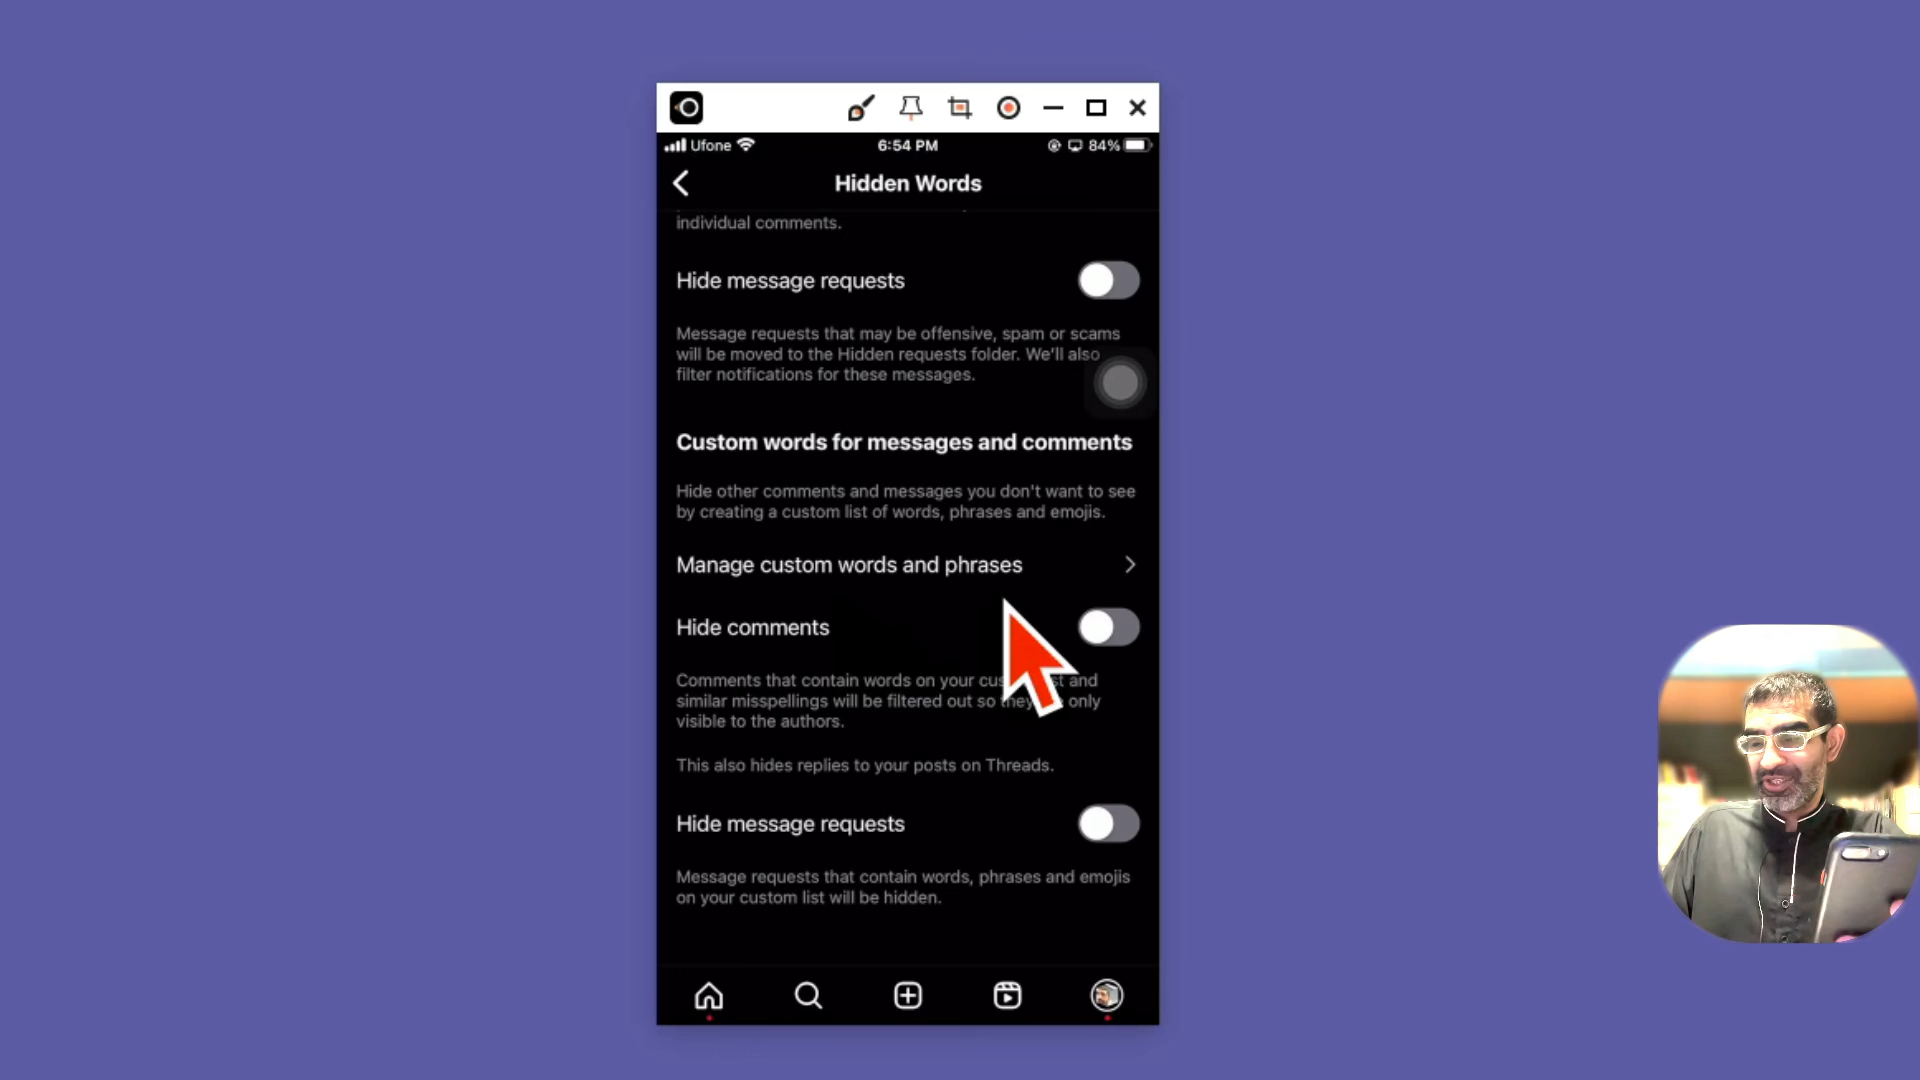 Ufone 6:54 PM 84%
Hidden Words
individual comments.
Hide message requests
Message requests that may be offensive, spam or scams
will be moved to the Hidden requests folder. We'll also
filter notifications for these messages.
Custom words for messages and comments
Hide other comments and messages you don't want to see
by creating a custom list of words, phrases and emojis.
Manage custom words and phrases
Hide comments
Comments that contain words on your and
similar misspellings will be filtered out so they only
visible to the authors.
This also hides replies to your posts on Threads.
Hide message requests
Message requests that contain words, phrases and emojis
on your custom list will be hidden.